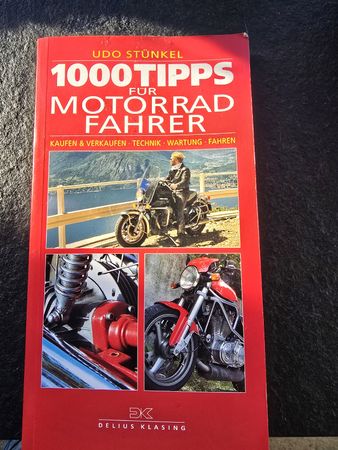 UDO STÜNKEL
1000 TIPPS
FÜR
MOTORRAD
FAHRER
KAUFEN & VERKAUFEN · TECHNIK · WARTUNG · FAHREN
DK
DELIUS KLASING